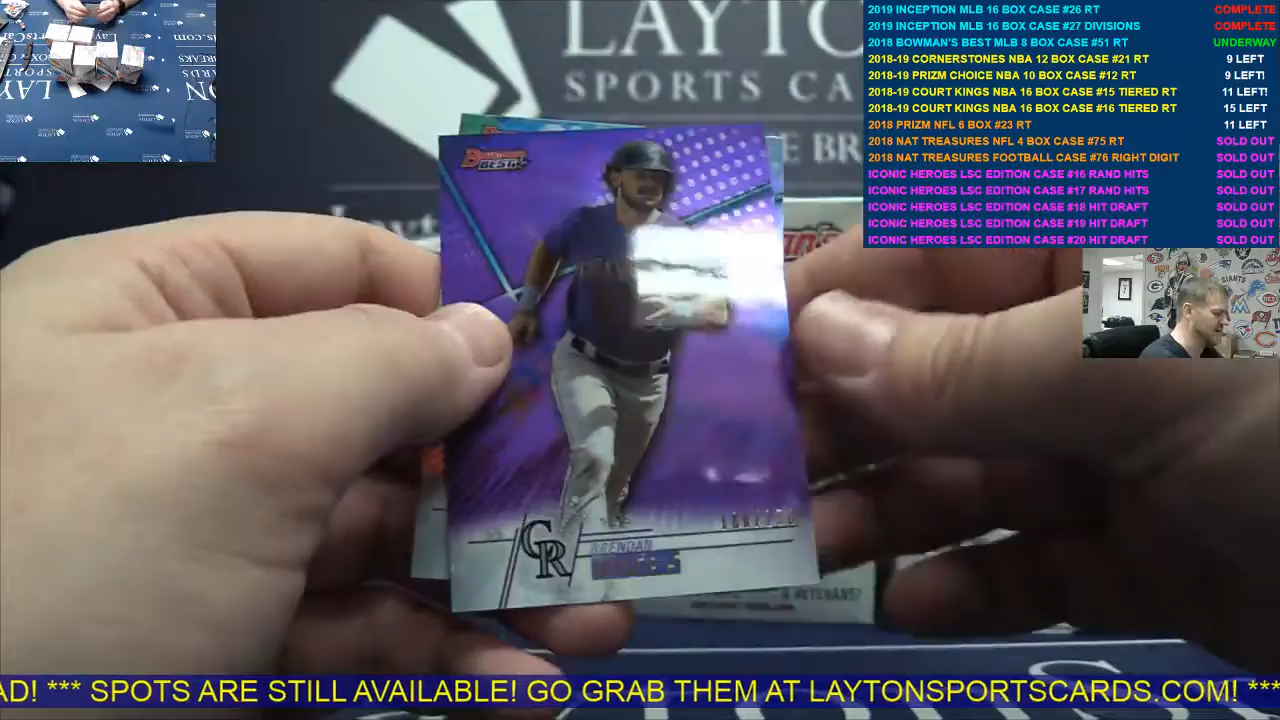 LAYTO
SPORTS CAR
E BR
Bowman's
BEST
CR
BRENDAN
RODGERS
& VETERANS!
2019 INCEPTION MLB 16 BOX CASE #26 RT COMPLETE
2019 INCEPTION MLB 16 BOX CASE #27 DIVISIONS COMPLETE
2018 BOWMAN'S BEST MLB 8 BOX CASE #51 RT UNDERWAY
2018-19 CORNERSTONES NBA 12 BOX CASE #21 RT 9 LEFT
2018-19 PRIZM CHOICE NBA 10 BOX CASE #12 RT 9 LEFT!
2018-19 COURT KINGS NBA 16 BOX CASE #15 TIERED RT 11 LEFT!
2018-19 COURT KINGS NBA 16 BOX CASE #16 TIERED RT 15 LEFT
2018 PRIZM NFL 6 BOX #23 RT 11 LEFT
2018 NAT TREASURES NFL 4 BOX CASE #75 RT SOLD OUT
2018 NAT TREASURES FOOTBALL CASE #76 RIGHT DIGIT SOLD OUT
ICONIC HEROES LSC EDITION CASE #16 RAND HITS SOLD OUT
ICONIC HEROES LSC EDITION CASE #17 RAND HITS SOLD OUT
ICONIC HEROES LSC EDITION CASE #18 HIT DRAFT SOLD OUT
ICONIC HEROES LSC EDITION CASE #19 HIT DRAFT SOLD OUT
ICONIC HEROES LSC EDITION CASE #20 HIT DRAFT SOLD OUT
GIANTS
AD! *** SPOTS ARE STILL AVAILABLE! GO GRAB THEM AT LAYTONSPORTSCARDS.COM! ***